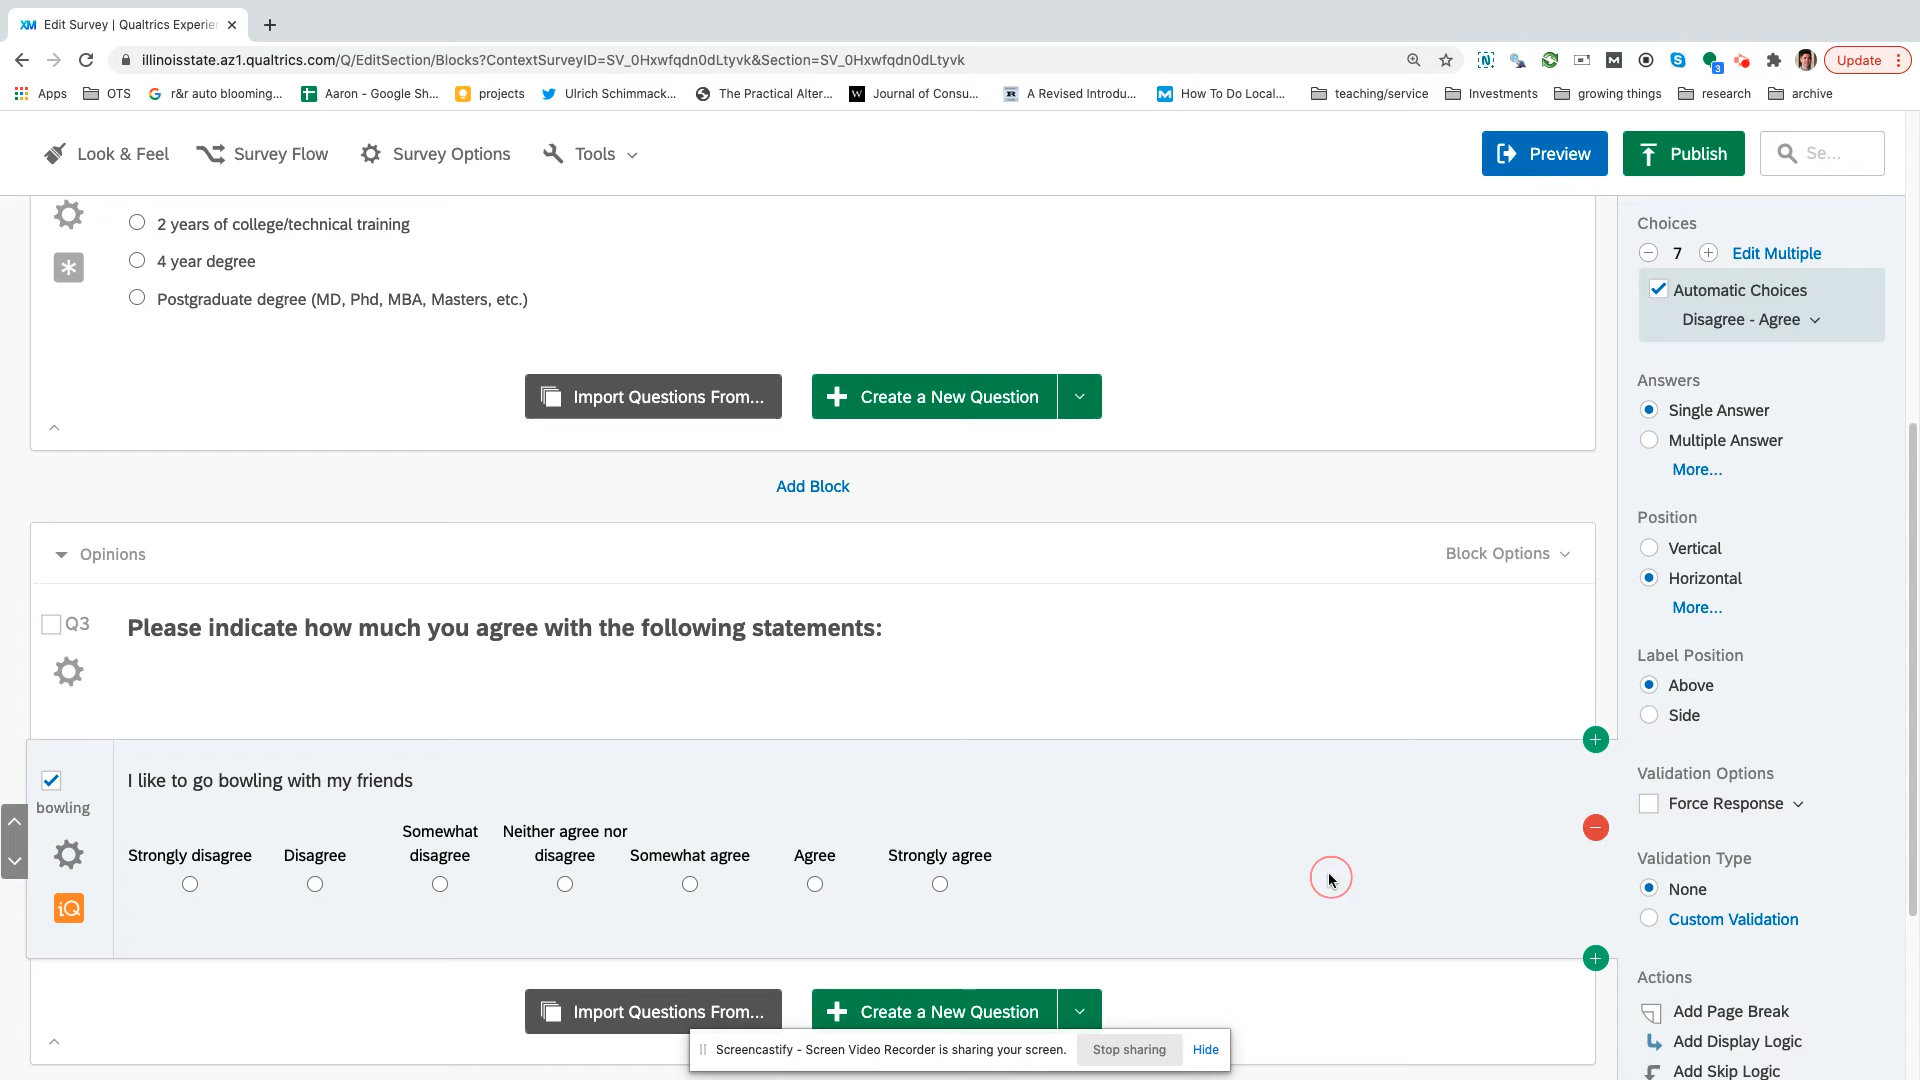 XM Edit Survey | Qualtrics Experie
illinoisstate.az1.qualtrics.com/Q/EditSection/Blocks?ContextSurveyID=SV_0Hxwfqdn0dLtyvk&Section=SV_0Hxwfqdn0dLtyvk
3
Update
Apps OTS r&r auto blooming... Aaron - Google Sh... projects Ulrich Schimmack... The Practical Alter... Journal of Consu... A Revised Introdu... How To Do Local... teaching/service Investments growing things research archive
Look & Feel Survey Flow Survey Options Tools Preview Publish Se...
2 years of college/technical training
4 year degree
Postgraduate degree (MD, Phd, MBA, Masters, etc.)
Import Questions From... Create a New Question
Add Block
Opinions Block Options
Q3 Please indicate how much you agree with the following statements:
bowling
I like to go bowling with my friends
Strongly disagree
Disagree
Somewhat
disagree
Neither agree nor
disagree
Somewhat agree
Agree
Strongly agree
iQ
Import Questions From... Create a New Question
Choices
7 Edit Multiple
Automatic Choices
Disagree - Agree
Answers
Single Answer
Multiple Answer
More...
Position
Vertical
Horizontal
More...
Label Position
Above
Side
Validation Options
Force Response
Validation Type
None
Custom Validation
Actions
Add Page Break
Add Display Logic
Add Skip Logic
Screencastify - Screen Video Recorder is sharing your screen. Stop sharing Hide